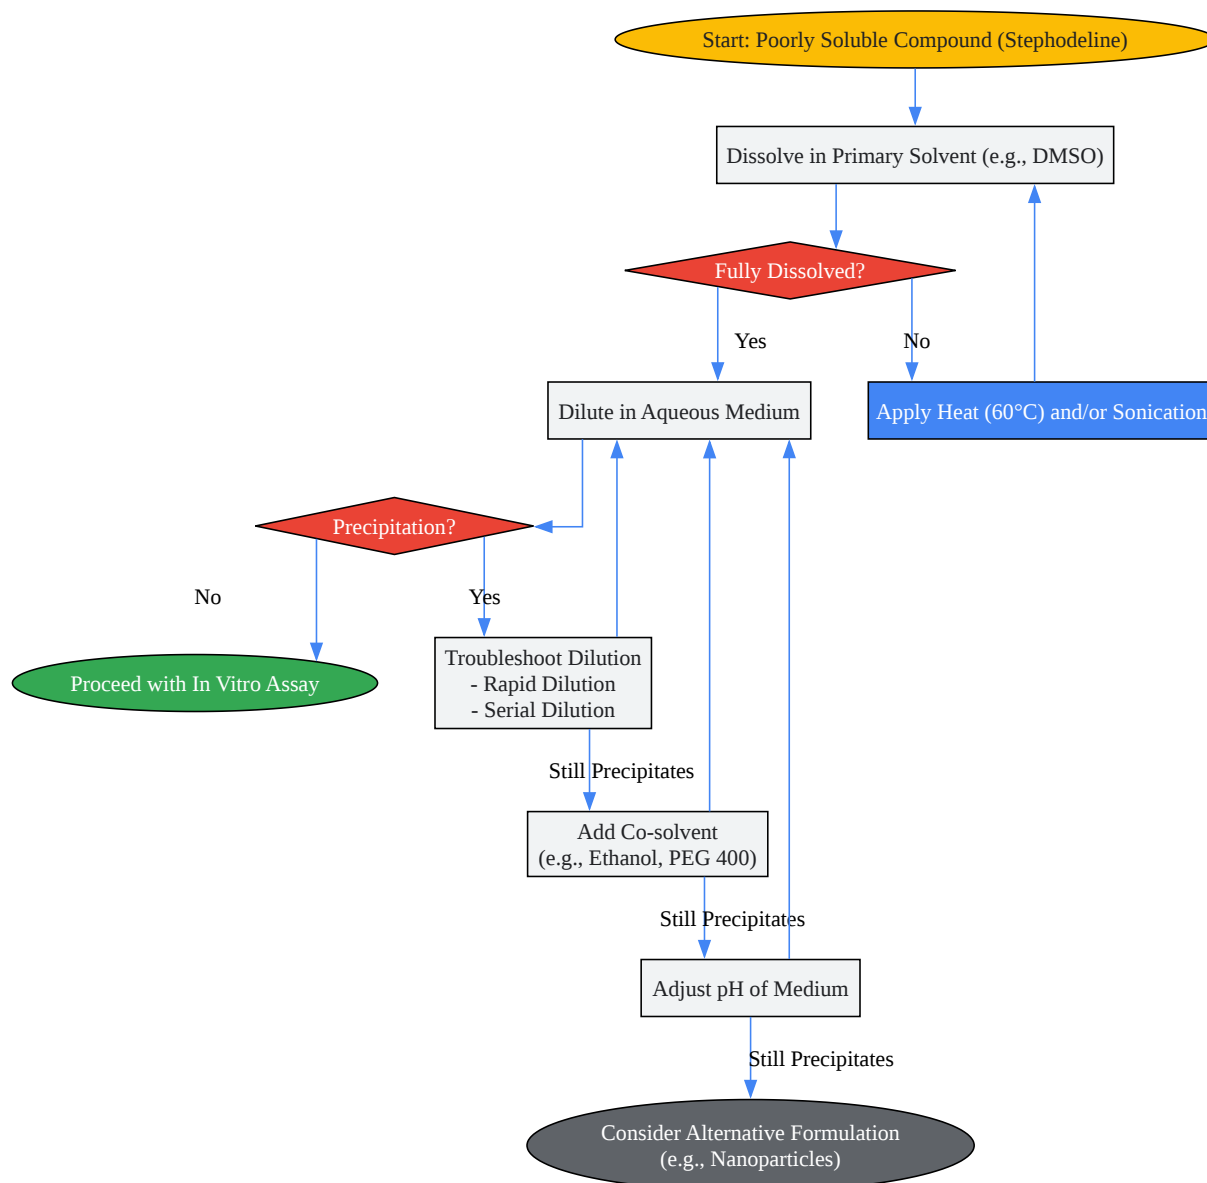 Start: Poorly Soluble Compound (Stephodeline)
Dissolve in Primary Solvent (e.g., DMSO)
Fully Dissolved?
Yes
No
Dilute in Aqueous Medium
Apply Heat (60°C) and/or Sonication
Precipitation?
No
Yes
Troubleshoot Dilution
- Rapid Dilution
- Serial Dilution
Proceed with In Vitro Assay
Still Precipitates
Add Co-solvent
(e.g., Ethanol, PEG 400)
Still Precipitates
Adjust pH of Medium
Still Precipitates
Consider Alternative Formulation
(e.g., Nanoparticles)